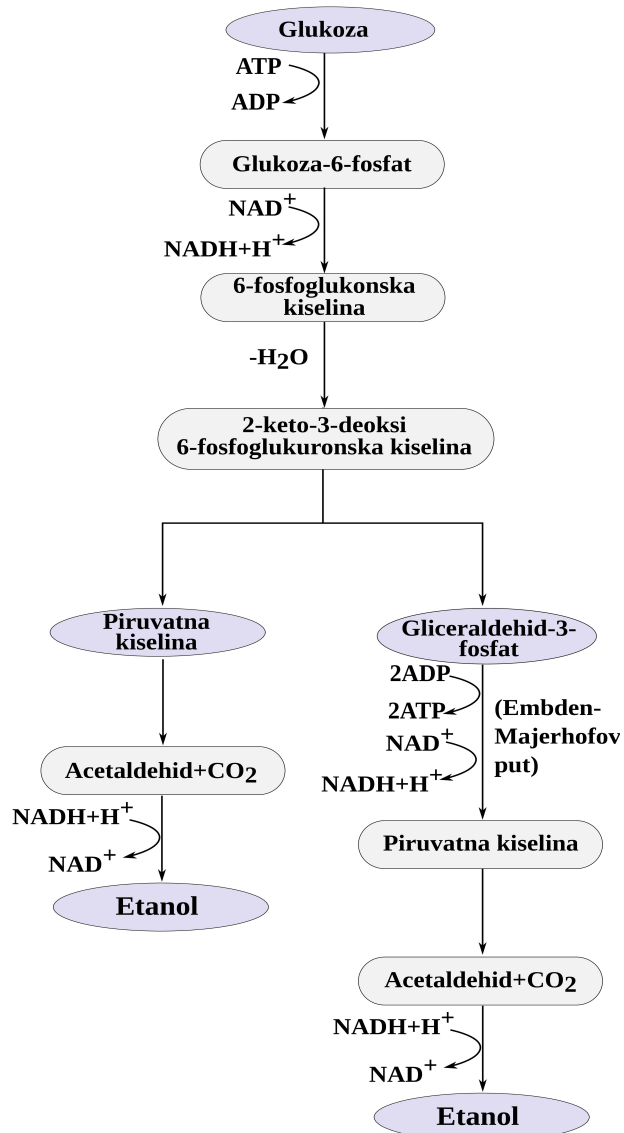 Glukoza
ATP
ADP
Glukoza-6-fosfat
NAD+
NADH+H+
6-fosfoglukonska
kiselina
-H2O
2-keto-3-deoksi
6-fosfoglukuronska kiselina
Piruvatna
kiselina
Acetaldehid+CO2
NADH+H+
NAD+
Etanol
Gliceraldehid-3-
fosfat
2ADP
2ATP
NAD+
NADH+H+
(Embden-
Majerhofov
put)
Piruvatna kiselina
Acetaldehid+CO2
NADH+H+
NAD+
Etanol